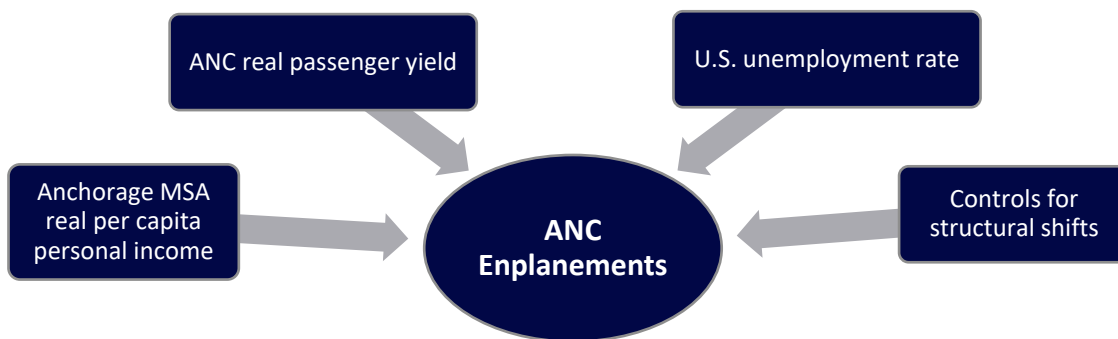 ANC real passenger yield
U.S. unemployment rate
Anchorage MSA
real per capita
personal income
ANC
Enplanements
Controls for
structural shifts